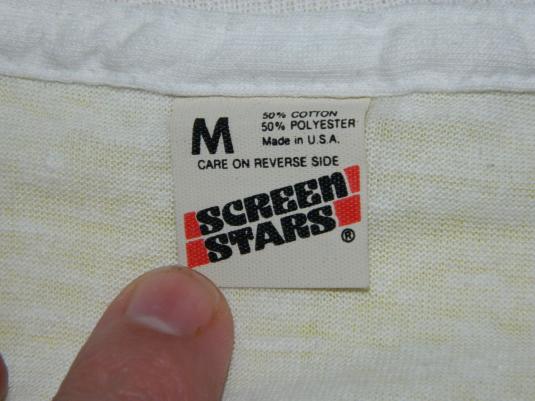 M
50% COTTON
50% POLYESTER
Made in U.S.A.
CARE ON REVERSE SIDE
SCREEN
STARS®